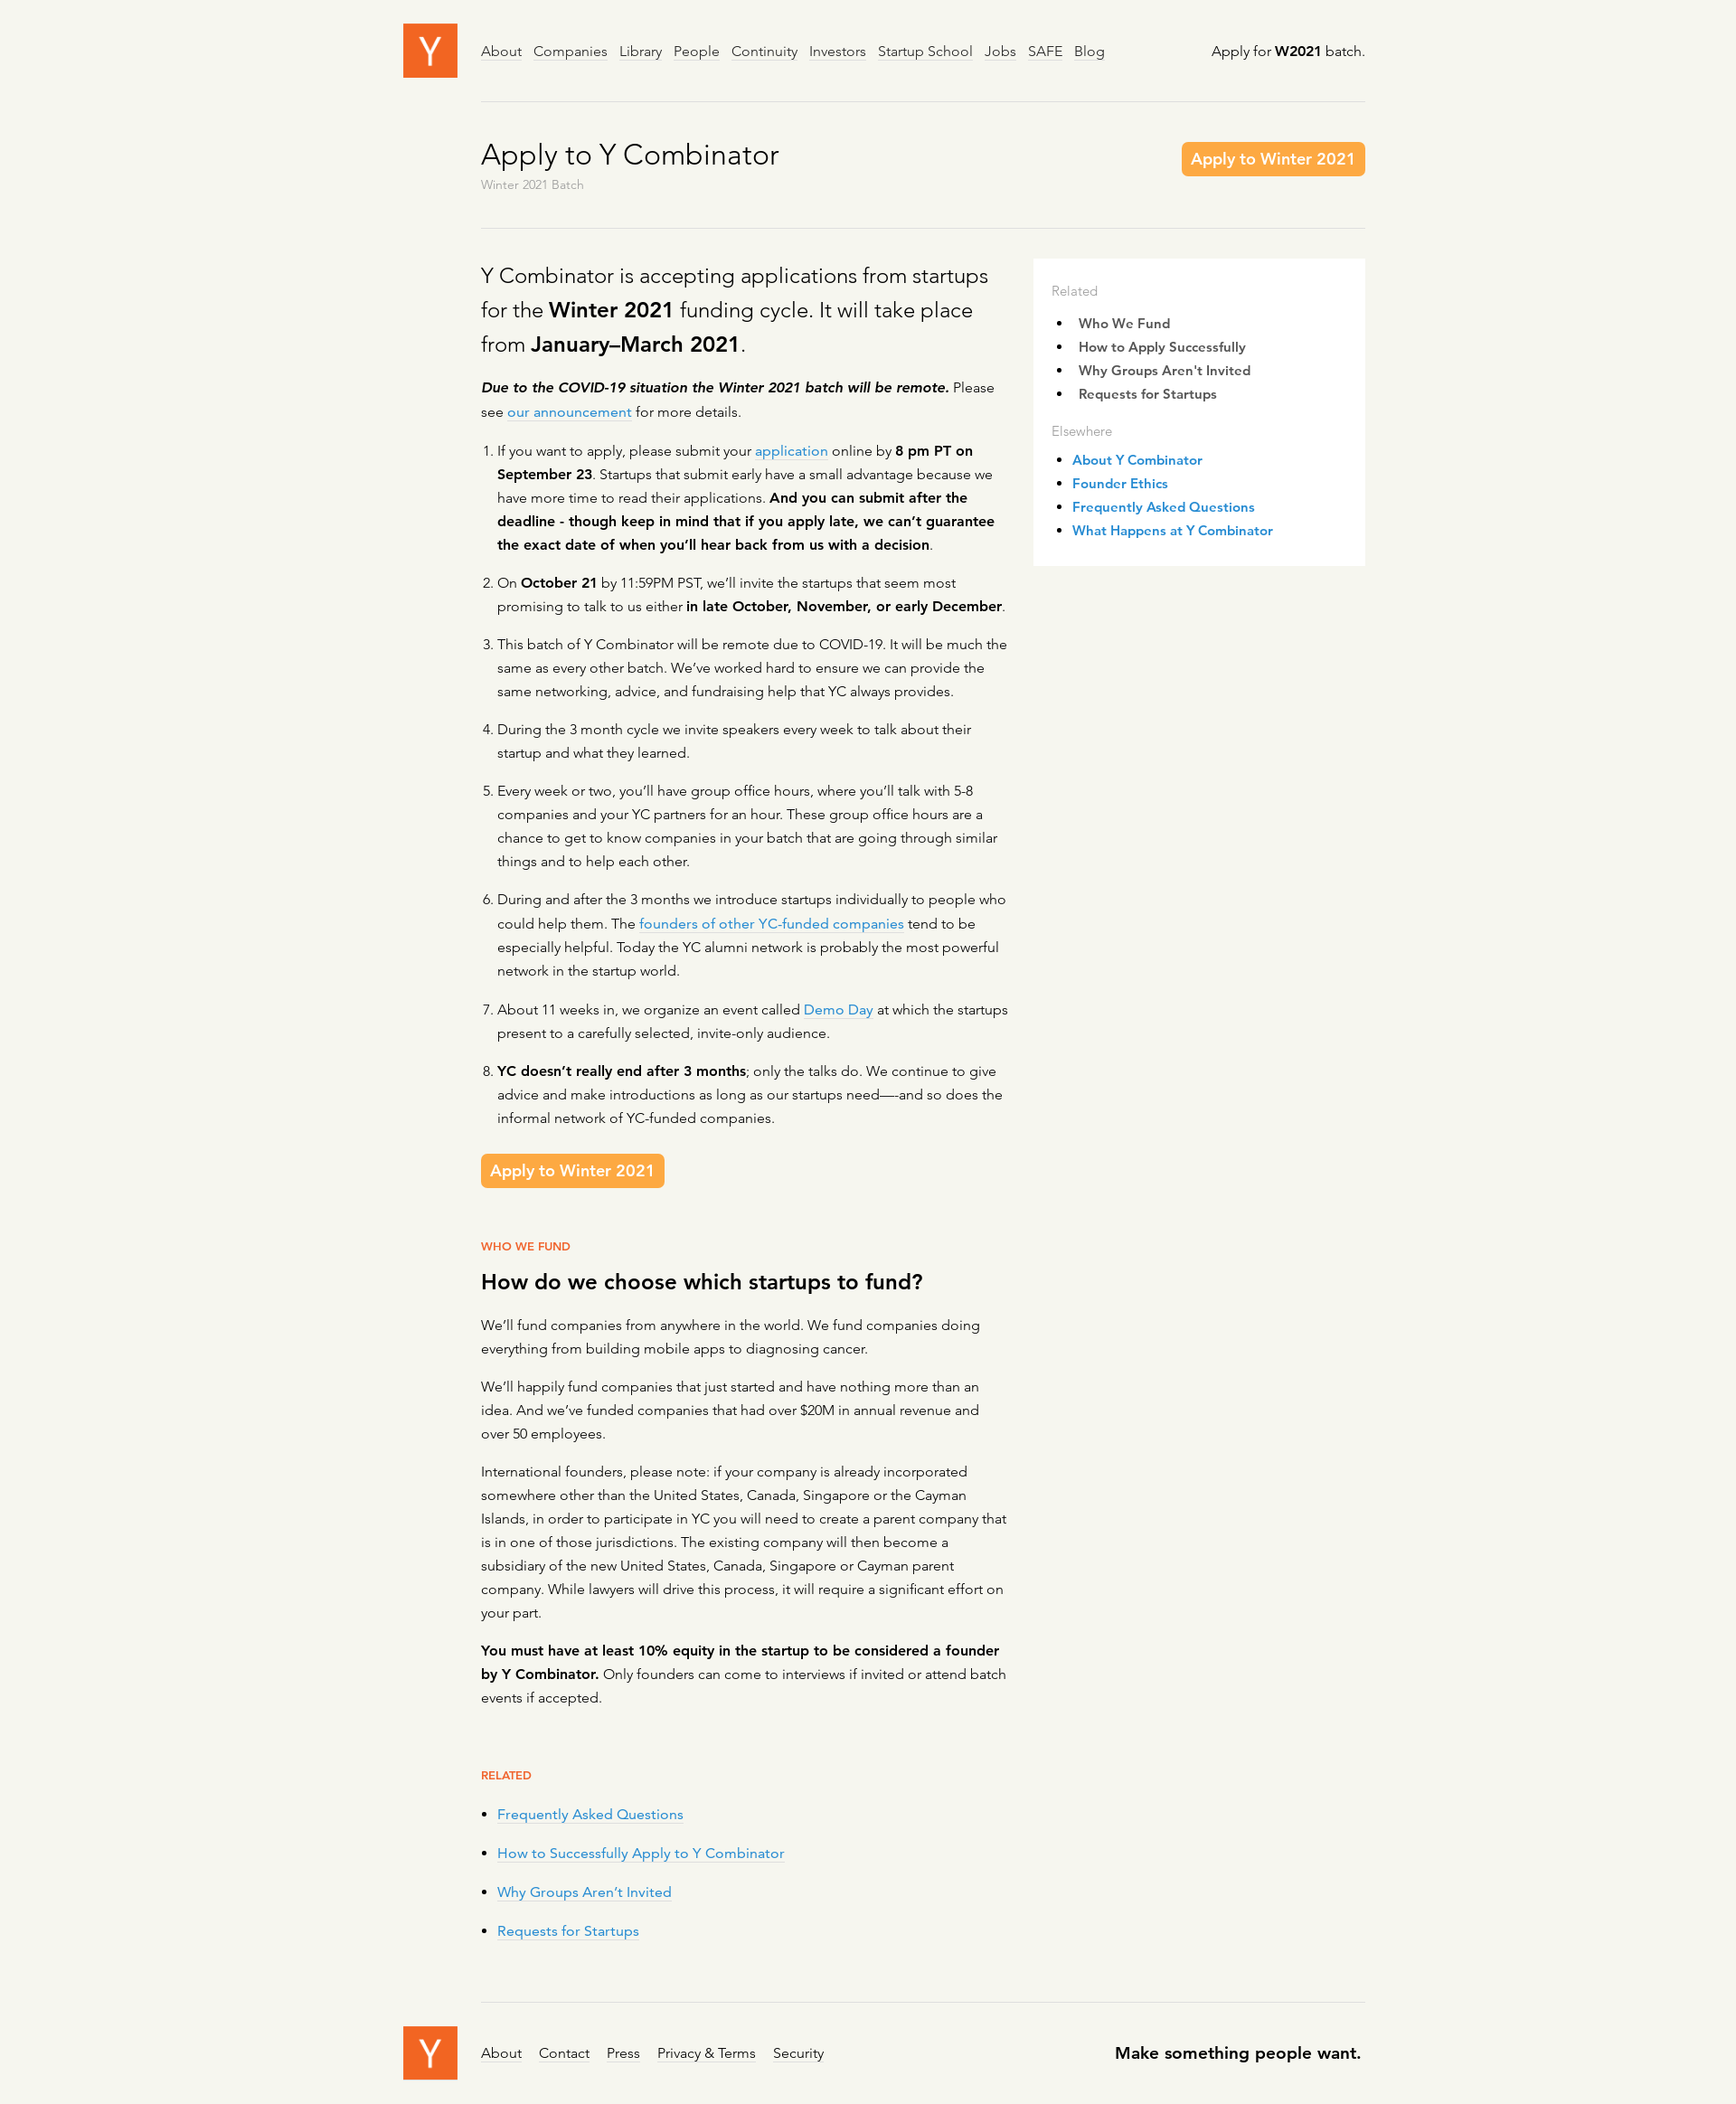 Y
About Companies Library People Continuity Investors Startup School Jobs SAFE Blog
Apply for W2021 batch.
Apply to Y Combinator
Winter 2021 Batch
Apply to Winter 2021
Y Combinator is accepting applications from startups
for the Winter 2021 funding cycle. It will take place
from January–March 2021.
Due to the COVID-19 situation the Winter 2021 batch will be remote. Please
see our announcement for more details.
1. If you want to apply, please submit your application online by 8 pm PT on
September 23. Startups that submit early have a small advantage because we
have more time to read their applications. And you can submit after the
deadline - though keep in mind that if you apply late, we can’t guarantee
the exact date of when you’ll hear back from us with a decision.
2. On October 21 by 11:59PM PST, we’ll invite the startups that seem most
promising to talk to us either in late October, November, or early December.
3. This batch of Y Combinator will be remote due to COVID-19. It will be much the
same as every other batch. We’ve worked hard to ensure we can provide the
same networking, advice, and fundraising help that YC always provides.
4. During the 3 month cycle we invite speakers every week to talk about their
startup and what they learned.
5. Every week or two, you’ll have group office hours, where you’ll talk with 5-8
companies and your YC partners for an hour. These group office hours are a
chance to get to know companies in your batch that are going through similar
things and to help each other.
6. During and after the 3 months we introduce startups individually to people who
could help them. The founders of other YC-funded companies tend to be
especially helpful. Today the YC alumni network is probably the most powerful
network in the startup world.
7. About 11 weeks in, we organize an event called Demo Day at which the startups
present to a carefully selected, invite-only audience.
8. YC doesn’t really end after 3 months; only the talks do. We continue to give
advice and make introductions as long as our startups need—-and so does the
informal network of YC-funded companies.
Apply to Winter 2021
Related
• Who We Fund
• How to Apply Successfully
• Why Groups Aren't Invited
• Requests for Startups
Elsewhere
• About Y Combinator
• Founder Ethics
• Frequently Asked Questions
• What Happens at Y Combinator
WHO WE FUND
How do we choose which startups to fund?
We’ll fund companies from anywhere in the world. We fund companies doing
everything from building mobile apps to diagnosing cancer.
We’ll happily fund companies that just started and have nothing more than an
idea. And we’ve funded companies that had over $20M in annual revenue and
over 50 employees.
International founders, please note: if your company is already incorporated
somewhere other than the United States, Canada, Singapore or the Cayman
Islands, in order to participate in YC you will need to create a parent company that
is in one of those jurisdictions. The existing company will then become a
subsidiary of the new United States, Canada, Singapore or Cayman parent
company. While lawyers will drive this process, it will require a significant effort on
your part.
You must have at least 10% equity in the startup to be considered a founder
by Y Combinator. Only founders can come to interviews if invited or attend batch
events if accepted.
RELATED
• Frequently Asked Questions
• How to Successfully Apply to Y Combinator
• Why Groups Aren’t Invited
• Requests for Startups
Y
About Contact Press Privacy & Terms Security
Make something people want.